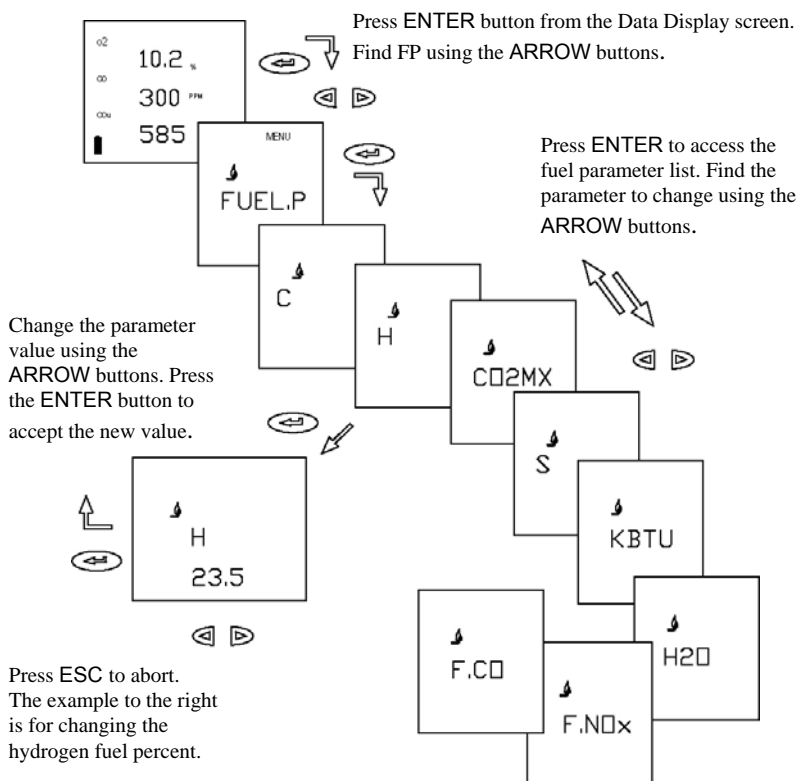 Press ENTER button from the Data Display screen.
Find FP using the ARROW buttons.
O2
10.2 %
CO
300 PPM
585
MENU
FUEL.P
Press ENTER to access the
fuel parameter list. Find the
parameter to change using the
ARROW buttons.
C
H
CO2MX
S
KBTU
H2O
F.NOx
F.CO
Change the parameter
value using the
ARROW buttons. Press
the ENTER button to
accept the new value.
H
23.5
Press ESC to abort.
The example to the right
is for changing the
hydrogen fuel percent.